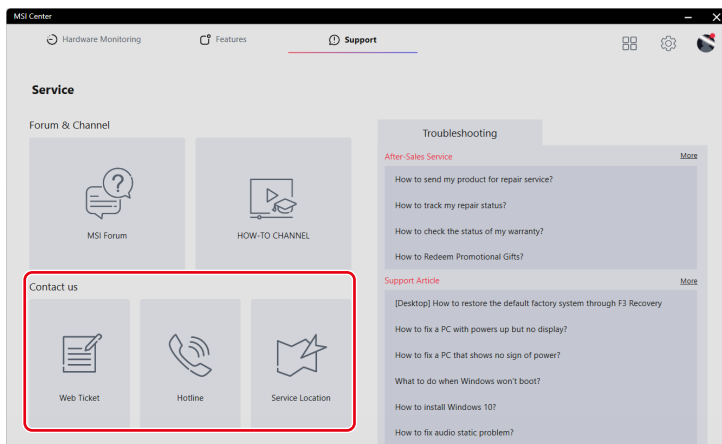 MSI Center
Hardware Monitoring
Features
Support
Service
Forum & Channel
MSI Forum
HOW-TO CHANNEL
Contact us
Web Ticket
Hotline
Service Location
Troubleshooting
After-Sales Service
More
How to send my product for repair service?
How to track my repair status?
How to check the status of my warranty?
How to Redeem Promotional Gifts?
Support Article
More
[Desktop] How to restore the default factory system through F3 Recovery
How to fix a PC with powers up but no display?
How to fix a PC that shows no sign of power?
What to do when Windows won't boot?
How to install Windows 10?
How to fix audio static problem?